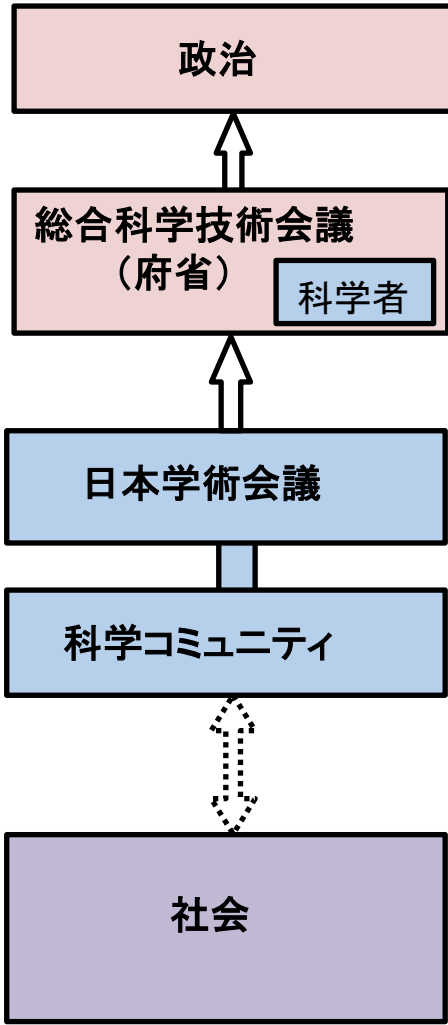 政治
総合科学技術会議
（府省）
科学者
日本学術会議
科学コミュニティ
社会